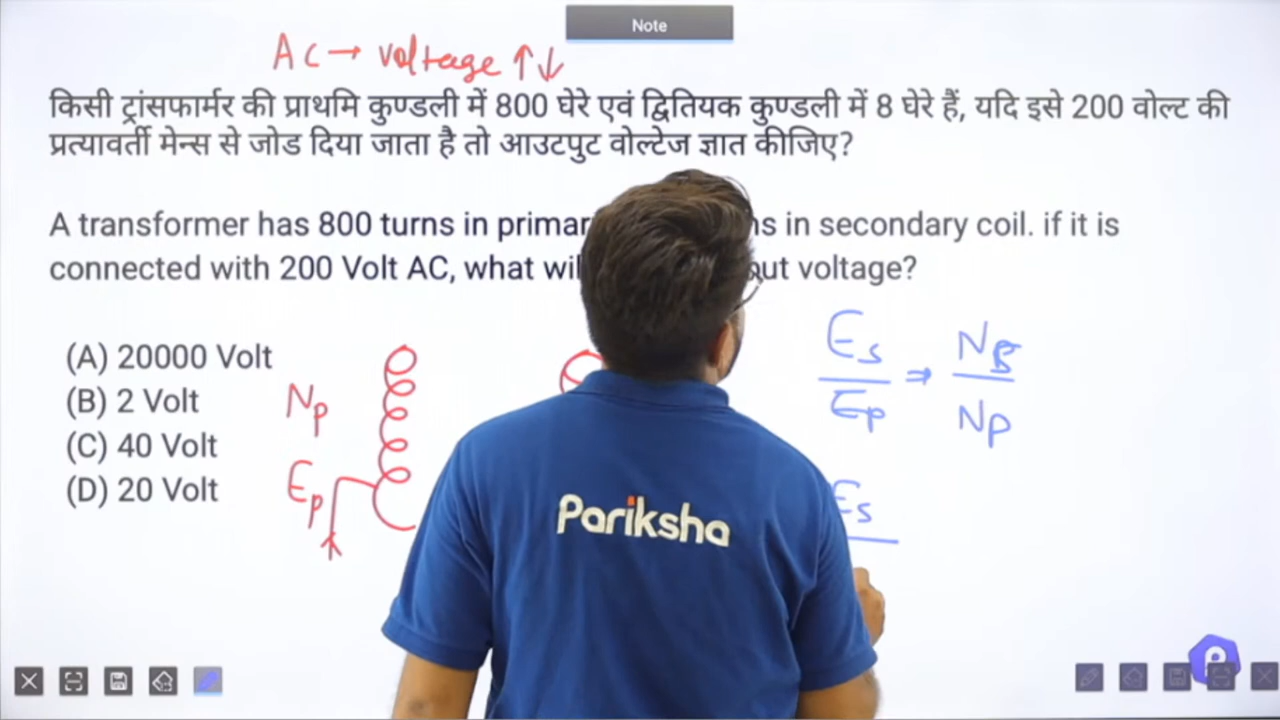 Note
AC → voltage ↑↓
किसी ट्रांसफार्मर की प्राथमि कुण्डली में 800 घेरे एवं द्वितियक कुण्डली में 8 घेरे हैं, यदि इसे 200 वोल्ट की
प्रत्यावर्ती मेन्स से जोड दिया जाता है तो आउटपुट वोल्टेज ज्ञात कीजिए?
A transformer has 800 turns in primar ns in secondary coil. if it is
connected with 200 Volt AC, what wil out voltage?
(A) 20000 Volt
(B) 2 Volt
(C) 40 Volt
(D) 20 Volt
Np
Ep
Es
Ep
⇒
Np
Es
Pariksha